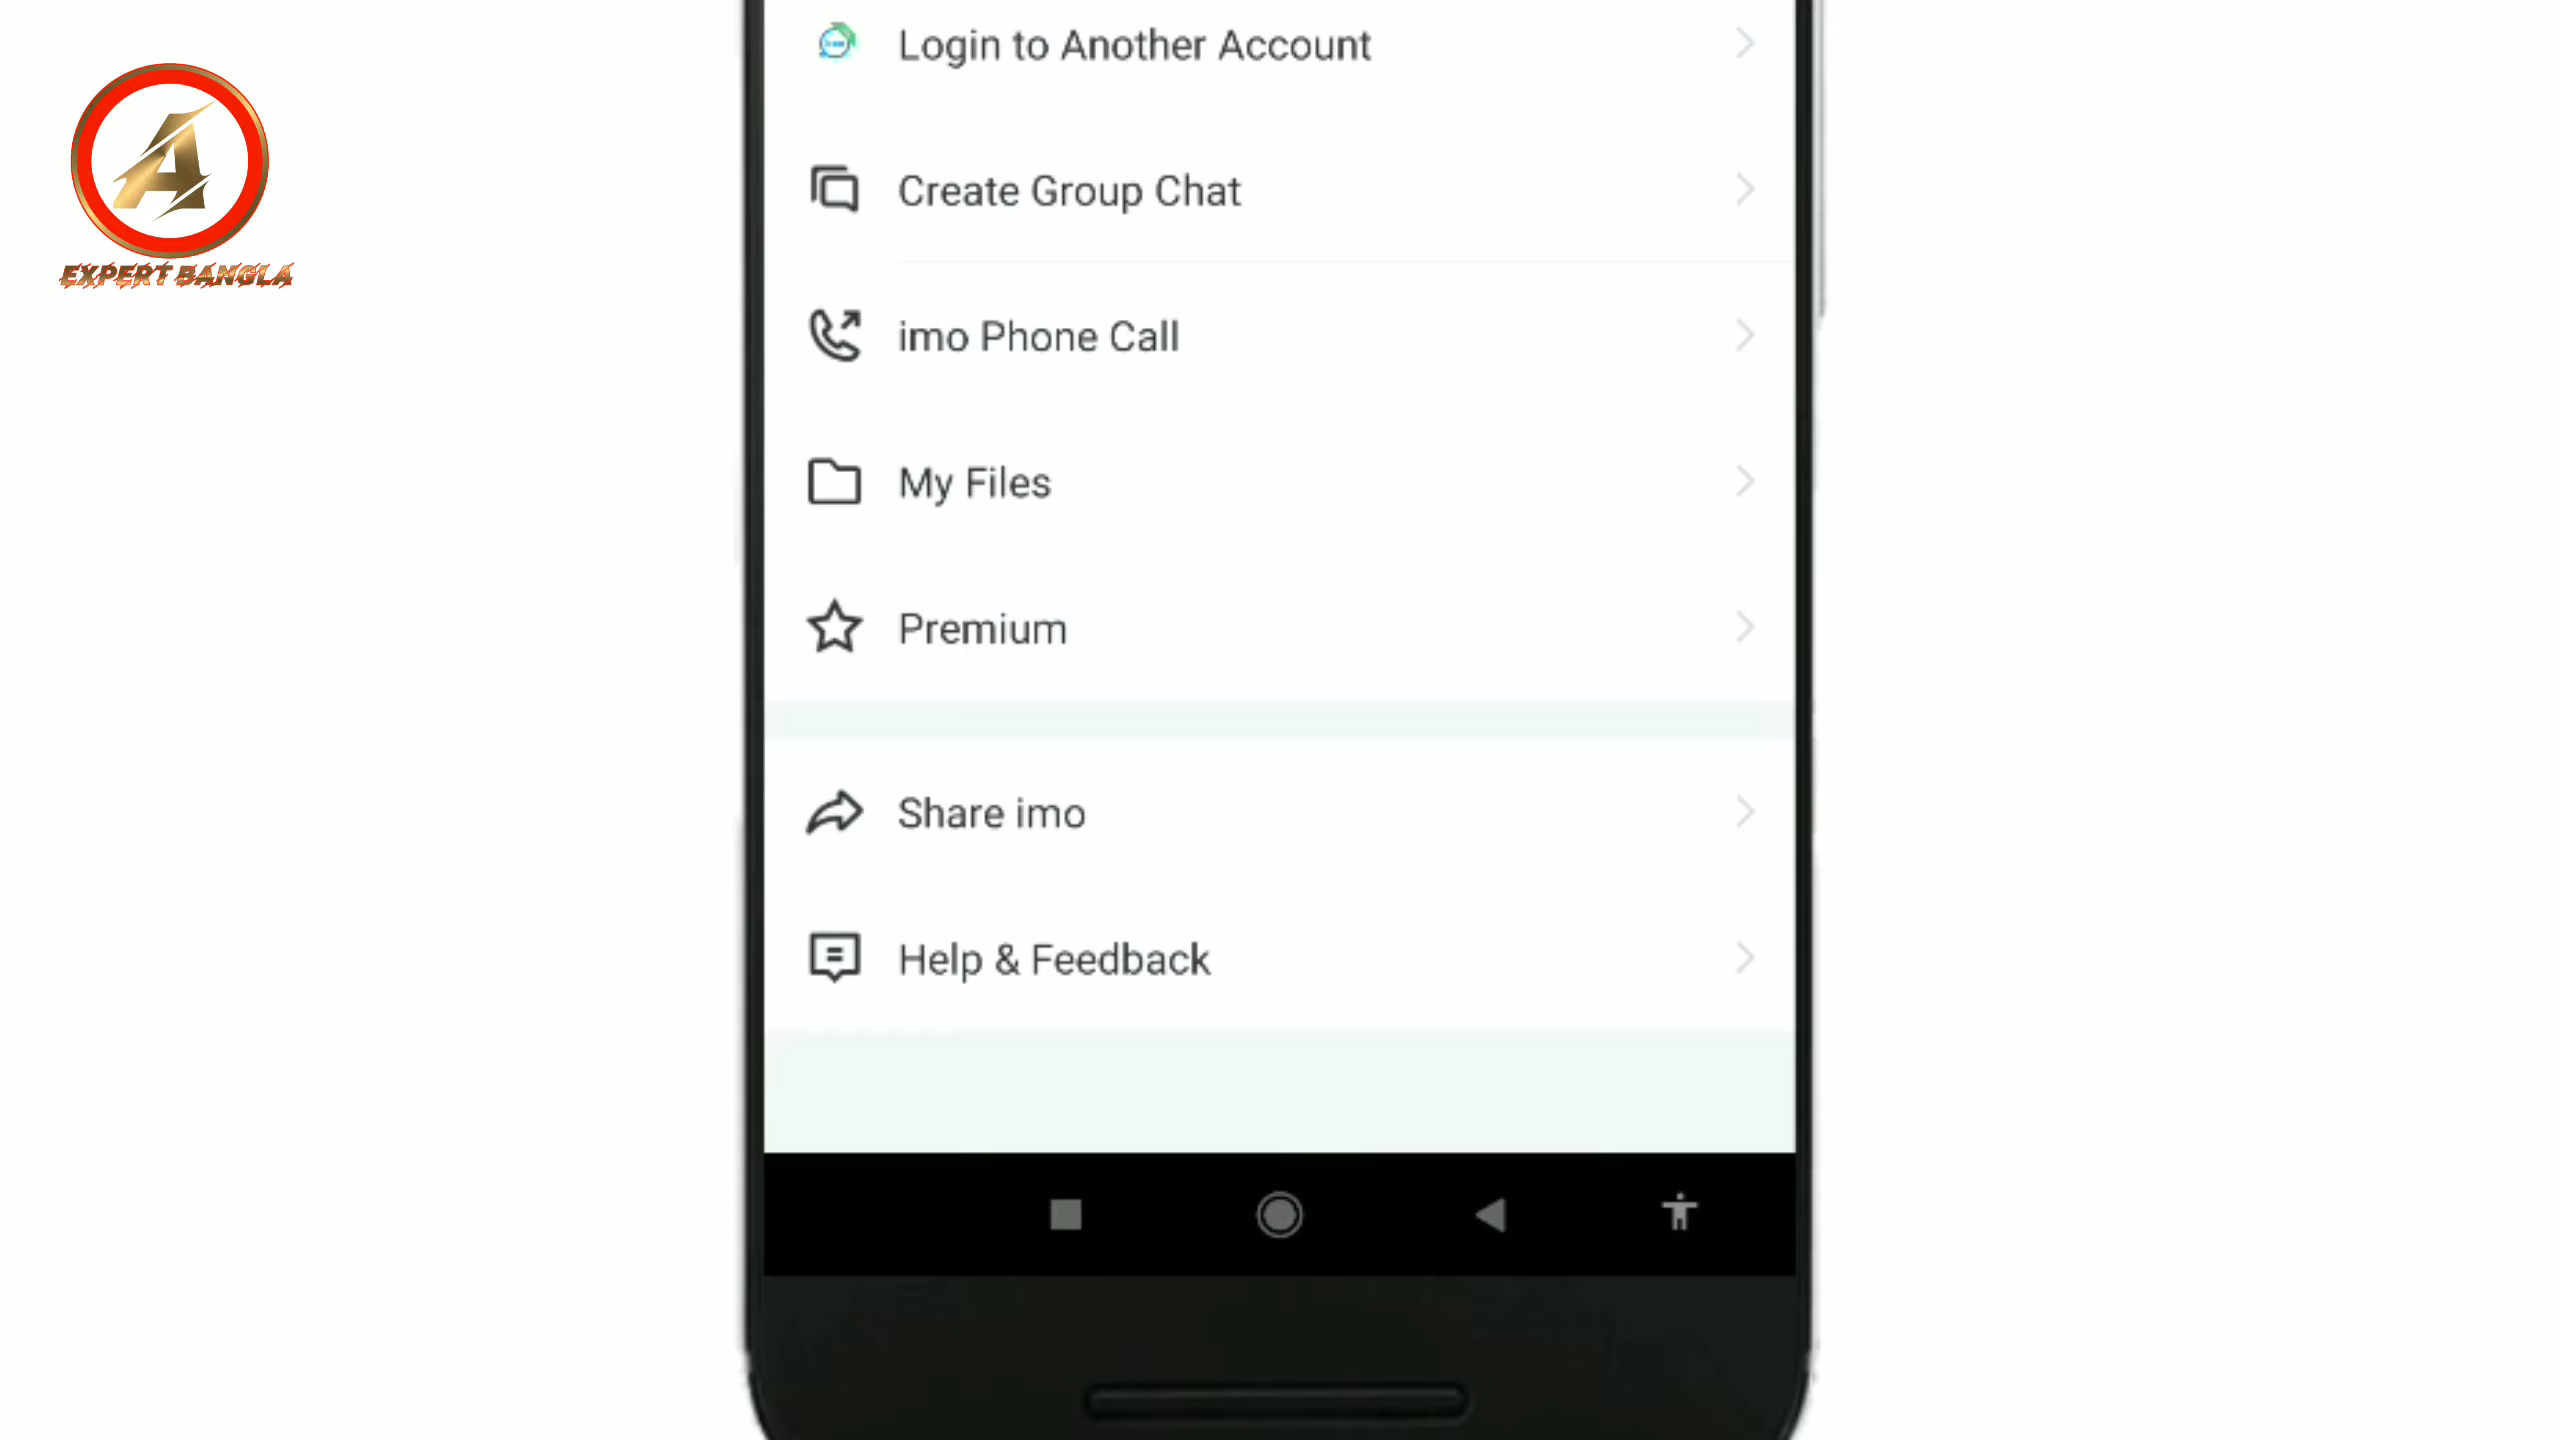 Login to Another Account
A
EXPERT BANGLA
Create Group Chat
imo Phone Call
My Files
Premium
Share imo
Help & Feedback